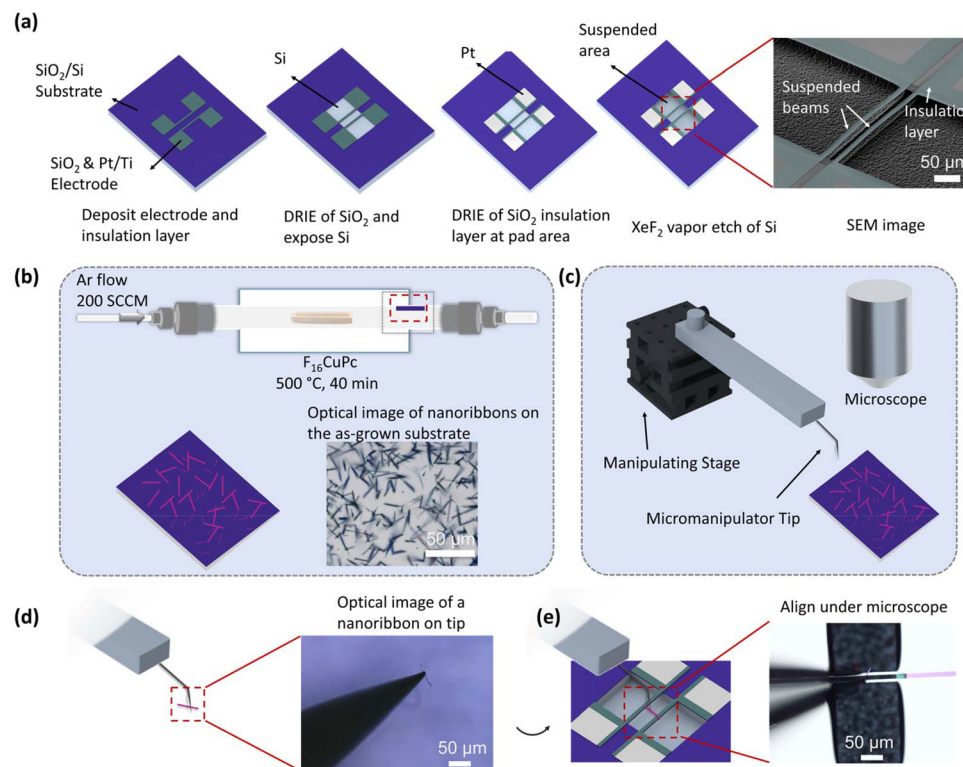 (a)
SiO₂/Si
Substrate
SiO₂ & Pt/Ti
Electrode
Si
Pt
Suspended
area
Suspended
beams
Insulation
layer
50 µm
Deposit electrode and
insulation layer
DRIE of SiO₂ and
expose Si
DRIE of SiO₂ insulation
layer at pad area
XeF₂ vapor etch of Si
SEM image
(b)
Ar flow
200 SCCM
F₁₆CuPc
500 °C, 40 min
Optical image of nanoribbons on
the as-grown substrate
50 µm
(c)
Microscope
Manipulating Stage
Micromanipulator Tip
(d)
Optical image of a
nanoribbon on tip
50 µm
(e)
Align under microscope
50 µm